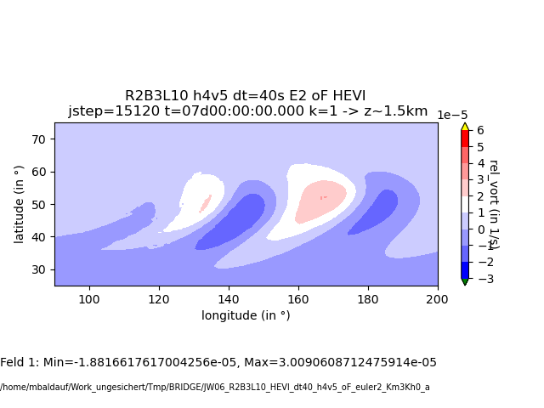 R2B3L10 h4v5 dt=40s E2 oF HEVI
jstep=15120 t=07d00:00:00.000 k=1 -> z~1.5km
1e-5
70
60
50
40
30
latitude (in °)
100
120
140
160
180
200
longitude (in °)
6
5
4
3
2
1
0
−1
−2
−3
rel. vort (in 1/s)
Feld 1: Min=-1.8816617617004256e-05, Max=3.0090608712475914e-05
/home/mbaldauf/Work_ungesichert/Tmp/BRIDGE/JW06_R2B3L10_HEVI_dt40_h4v5_oF_euler2_Km3Kh0_a